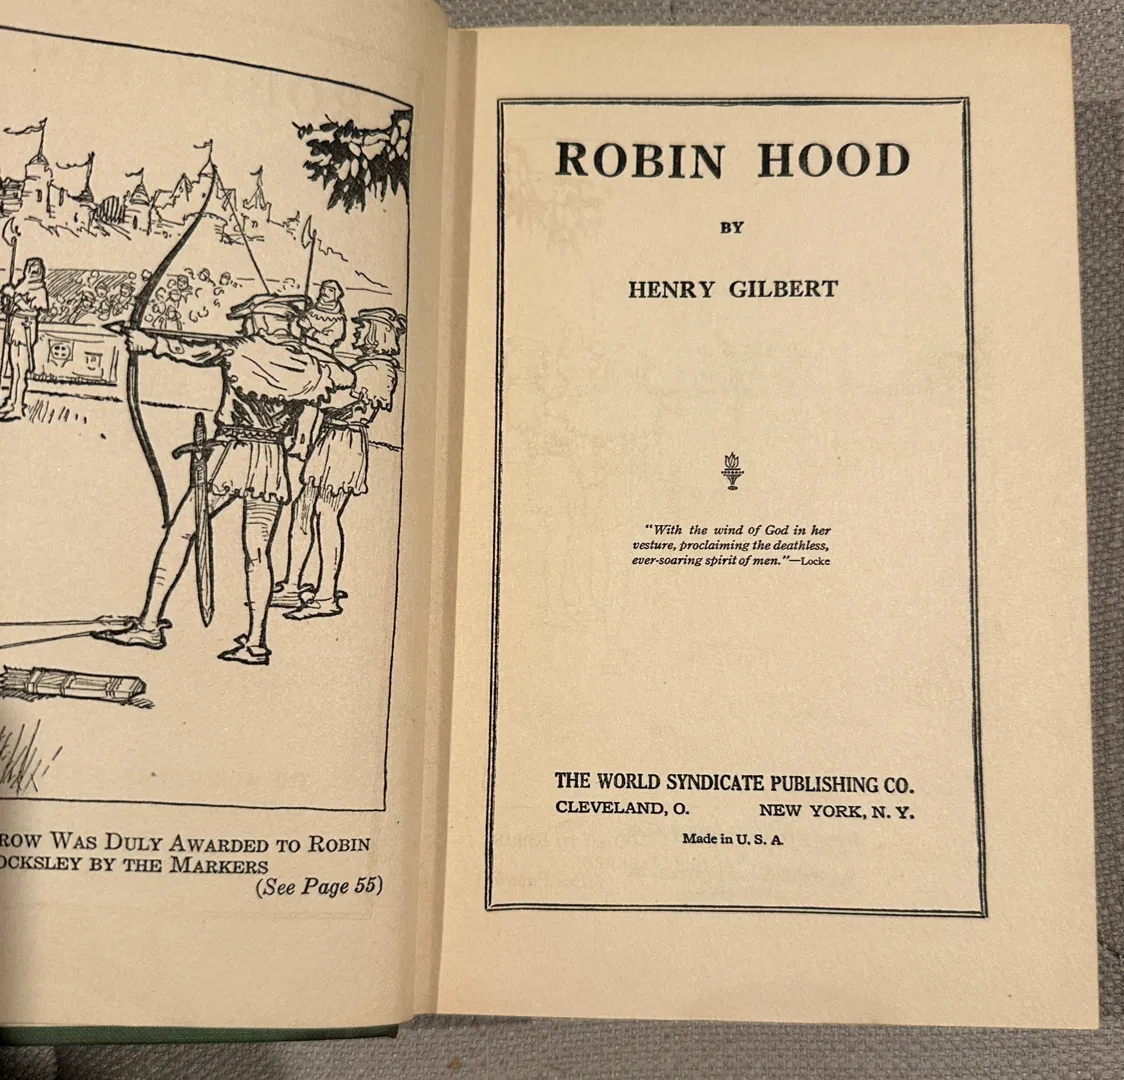 ROW WAS DULY AWARDED TO ROBIN
OCKSLEY BY THE MARKERS
(See Page 55)
ROBIN HOOD
BY
HENRY GILBERT
"With the wind of God in her
vesture, proclaiming the deathless,
ever-soaring spirit of men."—Locke
THE WORLD SYNDICATE PUBLISHING CO.
CLEVELAND, O. NEW YORK, N. Y.
Made in U. S. A.